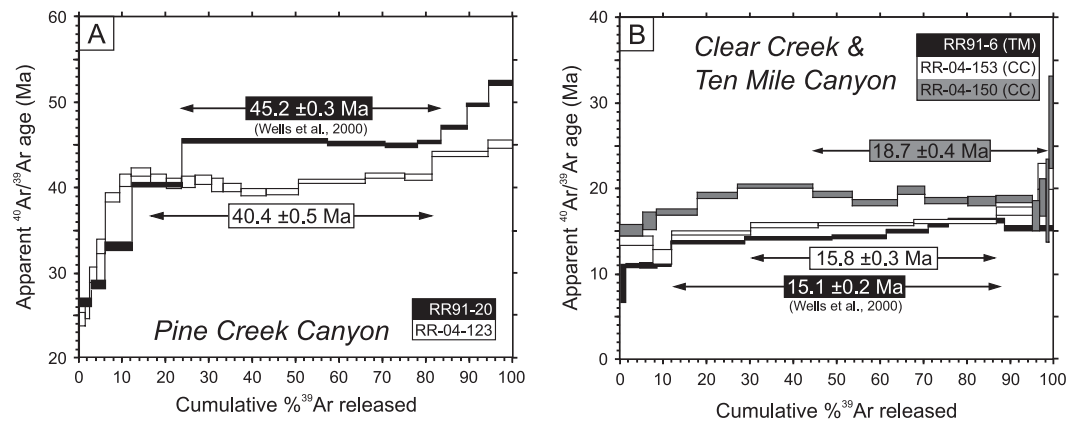 A
60
50
40
30
20
Apparent ⁴⁰Ar/³⁹Ar age (Ma)
45.2 ±0.3 Ma
(Wells et al., 2000)
40.4 ±0.5 Ma
RR91-20
RR-04-123
Pine Creek Canyon
0 10 20 30 40 50 60 70 80 90 100
Cumulative %³⁹Ar released
B
40
30
20
10
0
Apparent ⁴⁰Ar/³⁹Ar age (Ma)
Clear Creek &
Ten Mile Canyon
RR91-6 (TM)
RR-04-153 (CC)
RR-04-150 (CC)
18.7 ±0.4 Ma
15.8 ±0.3 Ma
15.1 ±0.2 Ma
(Wells et al., 2000)
0 10 20 30 40 50 60 70 80 90 100
Cumulative %³⁹Ar released